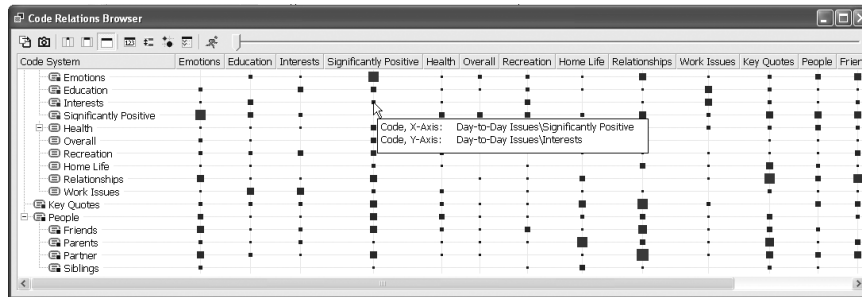 Code Relations Browser
Code System Emotions Education Interests Significantly Positive Health Overall Recreation Home Life Relationships Work Issues Key Quotes People Frien
Emotions
Education
Interests
Significantly Positive
Health
Overall
Recreation
Home Life
Relationships
Work Issues
Key Quotes
People
Friends
Parents
Partner
Siblings
Code, X-Axis: Day-to-Day Issues\Significantly Positive
Code, Y-Axis: Day-to-Day Issues\Interests